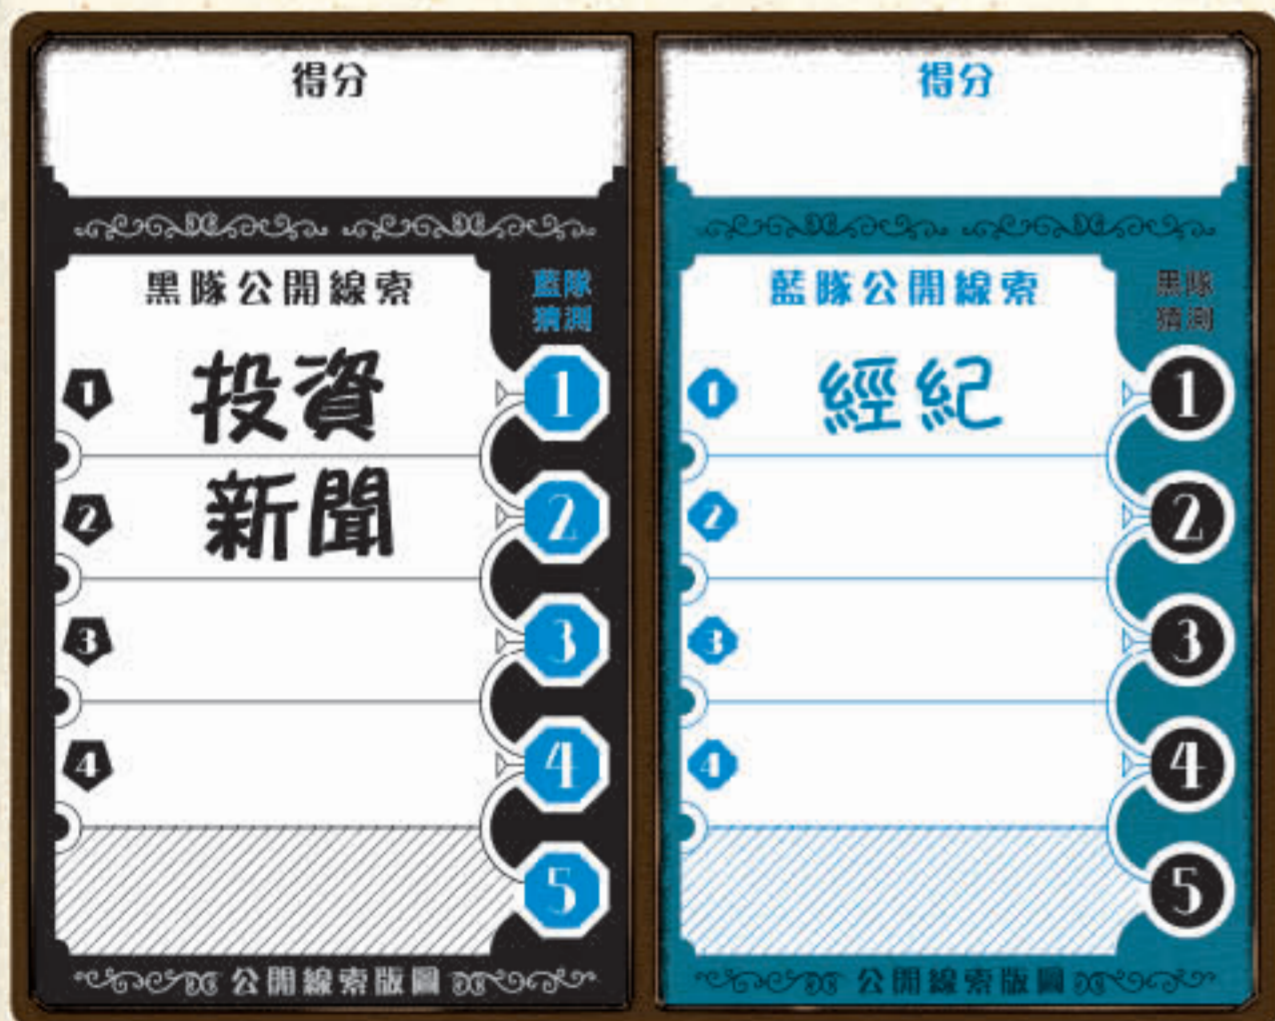 得分
黑隊公開線索
藍隊
猜測
1 投資 1
2 新聞 2
3 3
4 4
5
公開線索版圖
得分
藍隊公開線索
黑隊
猜測
1 經紀 1
2 2
3 3
4 4
5
公開線索版圖